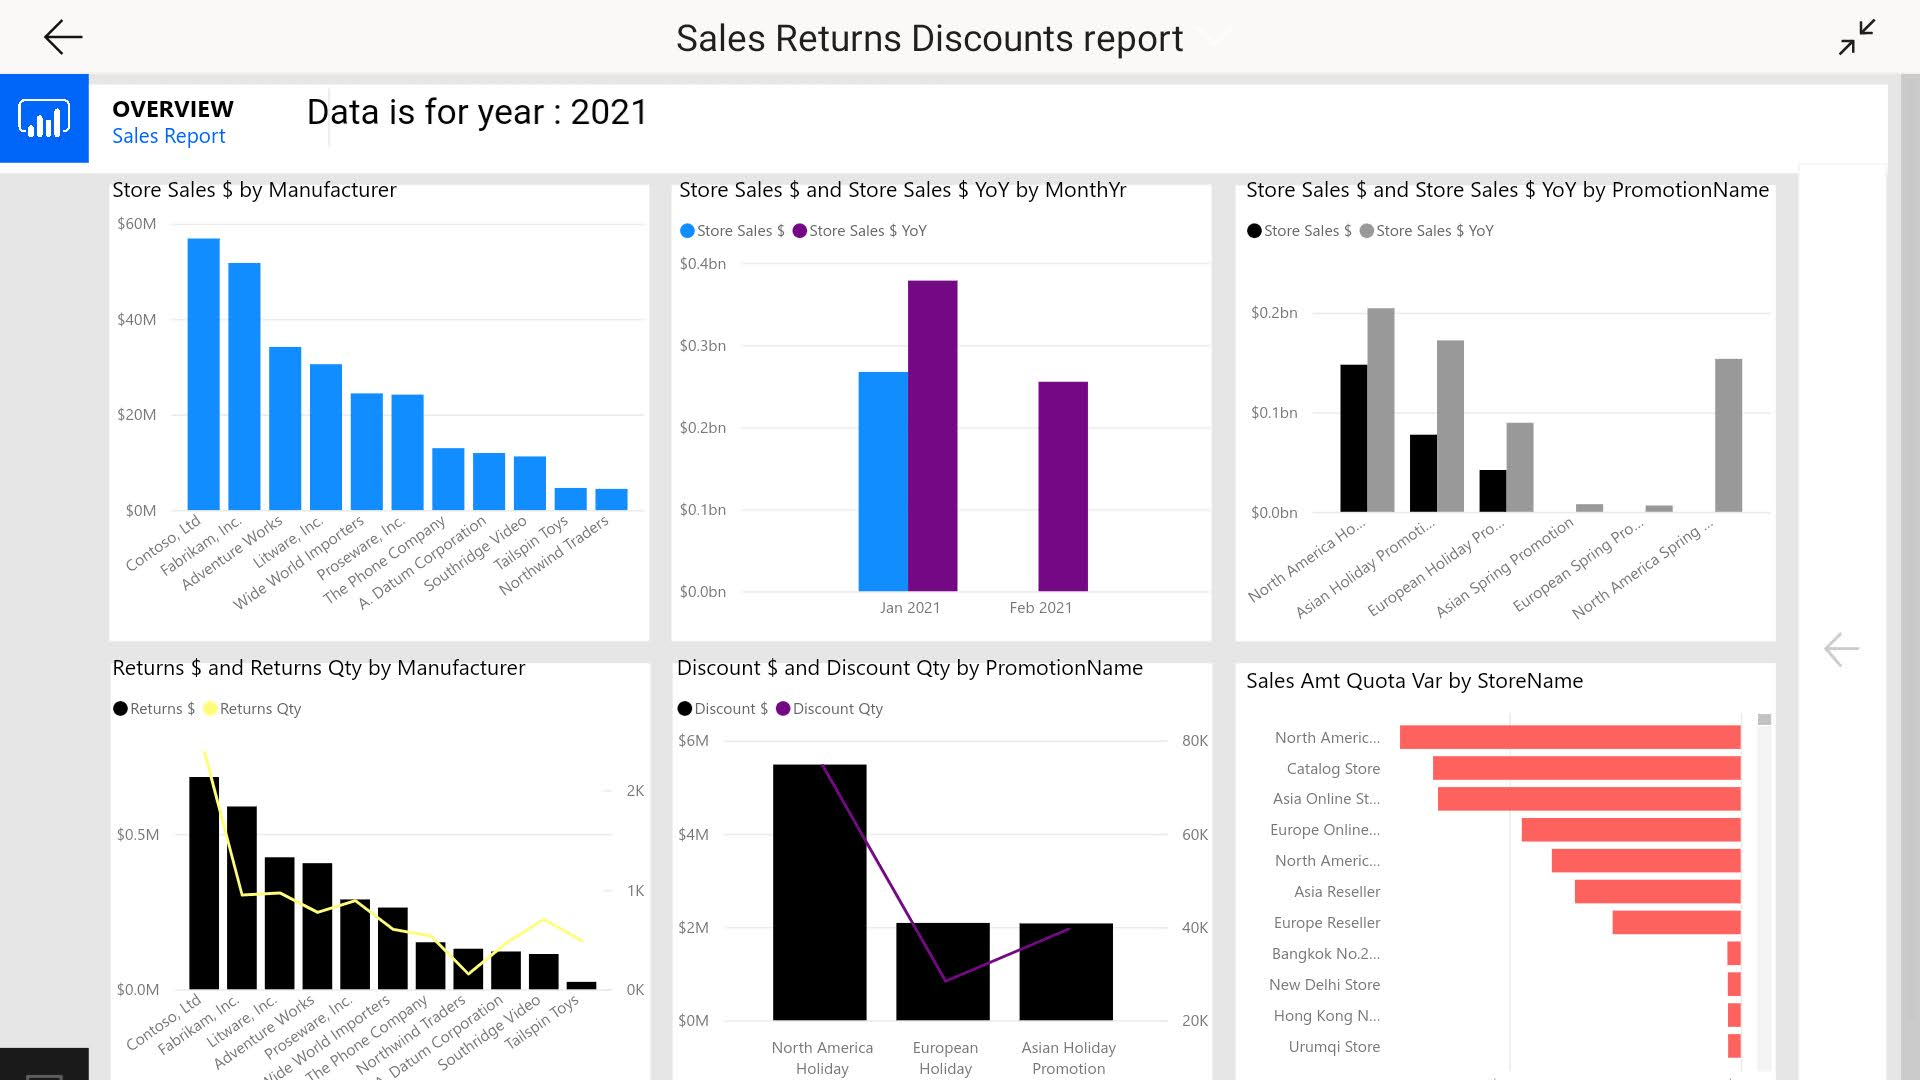 Sales Returns Discounts report
OVERVIEW
Sales Report
Data is for year : 2021
Store Sales $ by Manufacturer
$60M
$40M
$20M
$0M
Contoso, Ltd
Fabrikam, Inc.
Adventure Works
Litware, Inc.
Wide World Importers
Proseware, Inc.
The Phone Company
A. Datum Corporation
Southridge Video
Tailspin Toys
Northwind Traders
Store Sales $ and Store Sales $ YoY by MonthYr
Store Sales $ Store Sales $ YoY
$0.4bn
$0.3bn
$0.2bn
$0.1bn
$0.0bn
Jan 2021
Feb 2021
Store Sales $ and Store Sales $ YoY by PromotionName
Store Sales $ Store Sales $ YoY
$0.2bn
$0.1bn
$0.0bn
North America Ho...
Asian Holiday Promoti...
European Holiday Pro...
Asian Spring Promotion
European Spring Pro...
North America Spring ...
Returns $ and Returns Qty by Manufacturer
Returns $ Returns Qty
$0.5M
$0.0M
2K
1K
0K
Contoso, Ltd
Fabrikam, Inc.
Litware, Inc.
Adventure Works
Proseware, Inc.
Wide World Importers
The Phone Company
Northwind Traders
A. Datum Corporation
Southridge Video
Tailspin Toys
Discount $ and Discount Qty by PromotionName
Discount $ Discount Qty
$6M
$4M
$2M
$0M
80K
60K
40K
20K
North America
Holiday
European
Holiday
Asian Holiday
Promotion
Sales Amt Quota Var by StoreName
North Americ...
Catalog Store
Asia Online St...
Europe Online...
North Americ...
Asia Reseller
Europe Reseller
Bangkok No.2...
New Delhi Store
Hong Kong N...
Urumqi Store